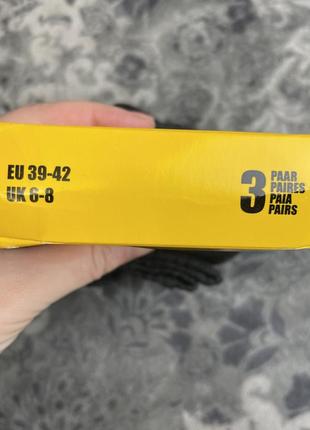 EU 39-42
UK 6-8
3
PAAR
PAIRES
PAIA
PAIRS